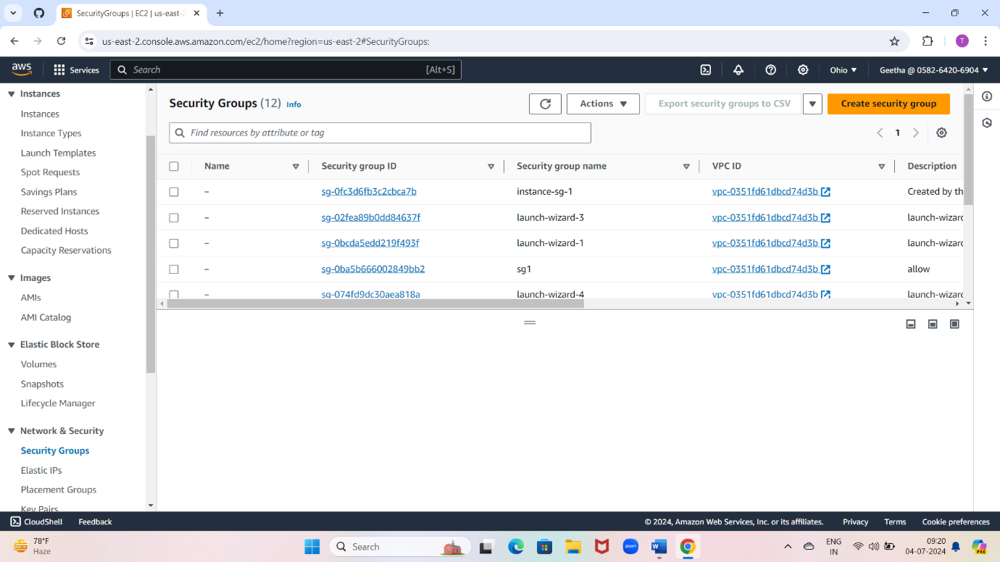 SecurityGroups | EC2 | us-east-2
us-east-2.console.aws.amazon.com/ec2/home?region=us-east-2#SecurityGroups:
T
aws
Services
Search
[Alt+S]
Ohio
Geetha @ 0582-6420-6904
Instances
Instances
Instance Types
Launch Templates
Spot Requests
Savings Plans
Reserved Instances
Dedicated Hosts
Capacity Reservations
Images
AMIs
AMI Catalog
Elastic Block Store
Volumes
Snapshots
Lifecycle Manager
Network & Security
Security Groups
Elastic IPs
Placement Groups
Key Pairs
Security Groups (12) Info
Actions
Export security groups to CSV
Create security group
Find resources by attribute or tag
1
Name Security group ID Security group name VPC ID Description
– sg-0fc3d6fb3c2cbca7b instance-sg-1 vpc-0351fd61dbcd74d3b Created by th
– sg-02fea89b0dd84637f launch-wizard-3 vpc-0351fd61dbcd74d3b launch-wizarc
– sg-0bcda5edd219f493f launch-wizard-1 vpc-0351fd61dbcd74d3b launch-wizarc
– sg-0ba5b666002849bb2 sg1 vpc-0351fd61dbcd74d3b allow
– sg-074fd9dc30aea818a launch-wizard-4 vpc-0351fd61dbcd74d3b launch-wizarc
CloudShell
Feedback
© 2024, Amazon Web Services, Inc. or its affiliates.
Privacy
Terms
Cookie preferences
78°F
Haze
Search
zoom
W
ENG
IN
09:20
04-07-2024
PRE